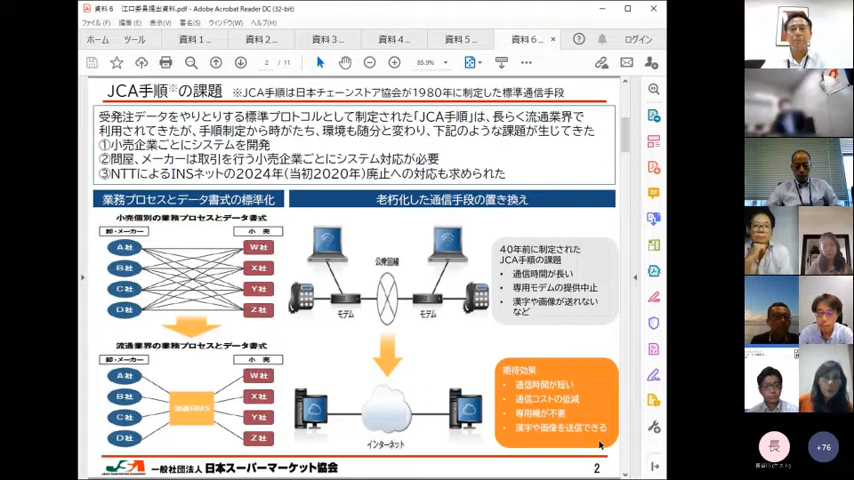 資料６ 江口委員提出資料.pdf - Adobe Acrobat Reader DC (32-bit)
ファイル(F) 編集(E) 表示(V) 署名(S) ウィンドウ(W) ヘルプ(H)
ホーム ツール 資料１... 資料２... 資料３... 資料４... 資料５... 資料６... × ログイン
2 / 11 85.9%
JCA手順※の課題 ※JCA手順は日本チェーンストア協会が1980年に制定した標準通信手段
受発注データをやりとりする標準プロトコルとして制定された「JCA手順」は、長らく流通業界で
利用されてきたが、手順制定から時がたち、環境も随分と変わり、下記のような課題が生じてきた
①小売企業ごとにシステムを開発
②問屋、メーカーは取引を行う小売企業ごとにシステム対応が必要
③NTTによるINSネットの2024年(当初2020年)廃止への対応も求められた
業務プロセスとデータ書式の標準化 老朽化した通信手段の置き換え
小売個別の業務プロセスとデータ書式
卸・メーカー 小 売
A社 W社
B社 X社
C社 Y社
D社 Z社
公衆回線
モデム モデム
40年前に制定された
JCA手順の課題
・ 通信時間が長い
・ 専用モデムの提供中止
・ 漢字や画像が送れない
など
流通業界の業務プロセスとデータ書式
卸・メーカー 小 売
A社 W社
B社 X社
C社 Y社
D社 Z社
流通BMS
インターネット
期待効果
・ 通信時間が短い
・ 通信コストの低減
・ 専用機が不要
・ 漢字や画像を送信できる
一般社団法人 日本スーパーマーケット協会
2
長
+76